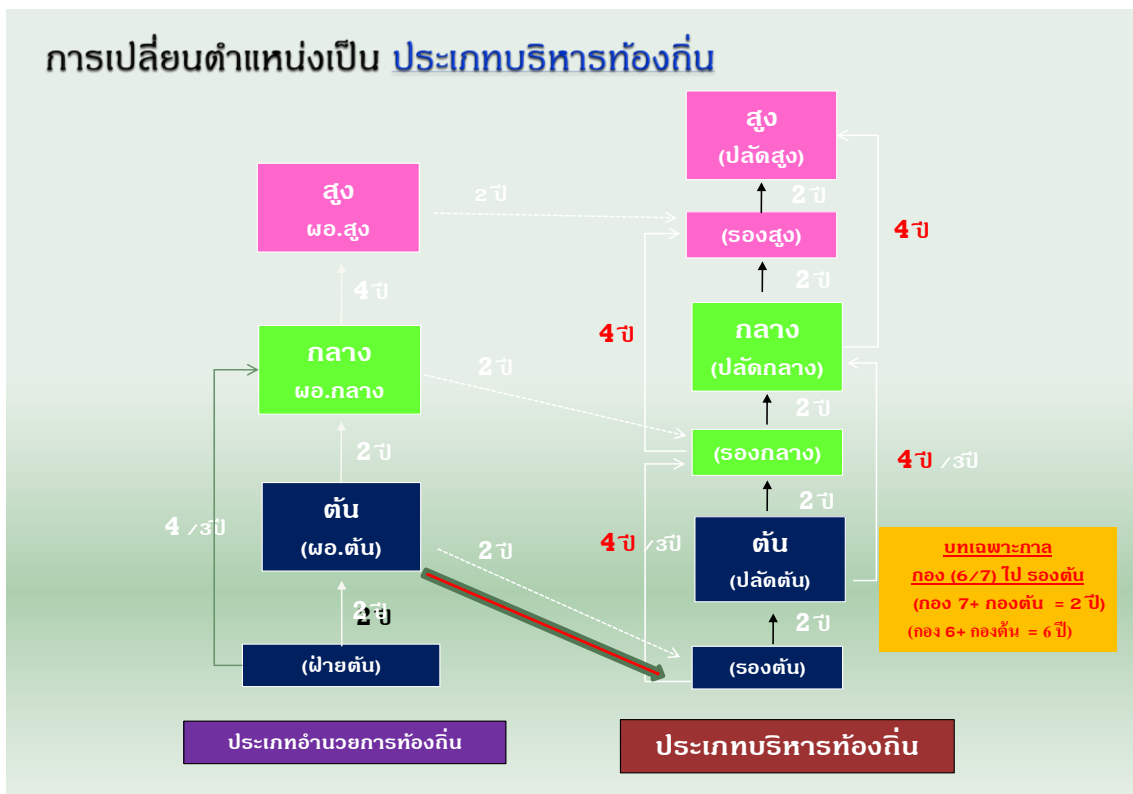 การเปลี่ยนตำแหน่งเป็น ประเภทบริหารท้องถิ่น
สูง
(ปลัดสูง)
2 ปี
สูง
ผอ.สูง
2 ปี
(รองสูง)
4 ปี
4 ปี
2 ปี
กลาง
(ปลัดกลาง)
4 ปี
กลาง
ผอ.กลาง
2 ปี
2 ปี
(รองกลาง)
2 ปี
4 ปี /3ปี
2 ปี
ต้น
(ผอ.ต้น)
4 /3ปี
2 ปี
4 ปี /3ปี
ต้น
(ปลัดต้น)
บทเฉพาะกาล
กอง (6/7) ไป รองต้น
(กอง 7+ กองต้น = 2 ปี)
(กอง 6+ กองต้น = 6 ปี)
2 ปี
2 ปี
2 ปี
(ฝ่ายต้น)
(รองต้น)
ประเภทอำนวยการท้องถิ่น
ประเภทบริหารท้องถิ่น